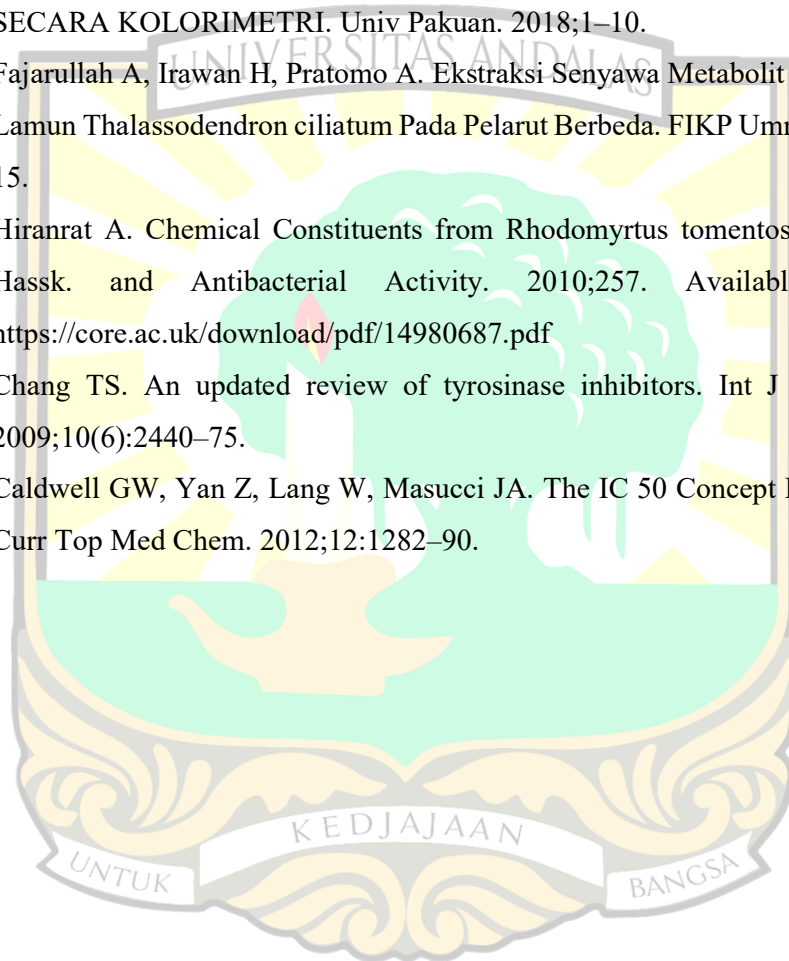 SECARA KOLORIMETRI. Univ Pakuan. 2018;1–10.
UNIVERSITAS ANDALAS
Fajarullah A, Irawan H, Pratomo A. Ekstraksi Senyawa Metabolit
Lamun Thalassodendron ciliatum Pada Pelarut Berbeda. FIKP Umr
15.
Hiranrat A. Chemical Constituents from Rhodomyrtus tomentos
Hassk. and Antibacterial Activity. 2010;257. Availabl
https://core.ac.uk/download/pdf/14980687.pdf
Chang TS. An updated review of tyrosinase inhibitors. Int J
2009;10(6):2440–75.
Caldwell GW, Yan Z, Lang W, Masucci JA. The IC 50 Concept
Curr Top Med Chem. 2012;12:1282–90.
KEDJAJAAN
UNTUK
BANGSA